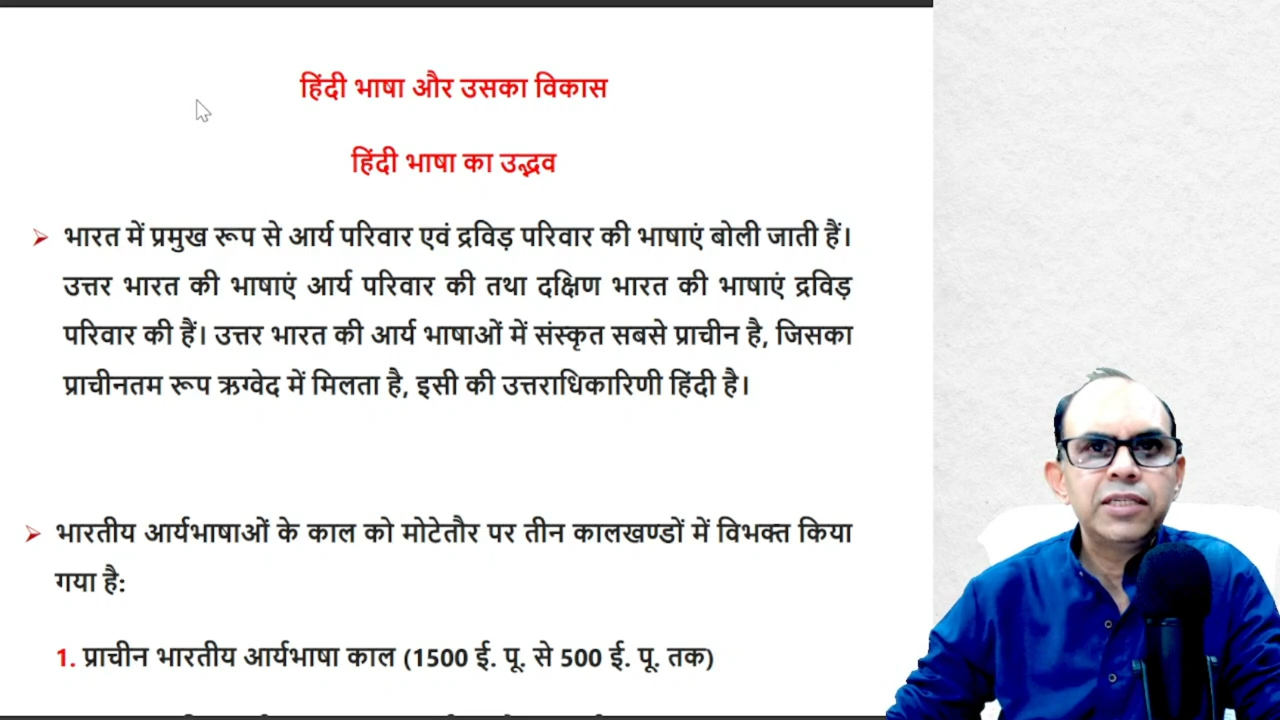 हिंदी भाषा और उसका विकास
हिंदी भाषा का उद्भव
भारत में प्रमुख रूप से आर्य परिवार एवं द्रविड़ परिवार की भाषाएं बोली जाती हैं।
उत्तर भारत की भाषाएं आर्य परिवार की तथा दक्षिण भारत की भाषाएं द्रविड़
परिवार की हैं। उत्तर भारत की आर्य भाषाओं में संस्कृत सबसे प्राचीन है, जिसका
प्राचीनतम रूप ऋग्वेद में मिलता है, इसी की उत्तराधिकारिणी हिंदी है।
भारतीय आर्यभाषाओं के काल को मोटेतौर पर तीन कालखण्डों में विभक्त किया
गया है:
1. प्राचीन भारतीय आर्यभाषा काल (1500 ई. पू. से 500 ई. पू. तक)